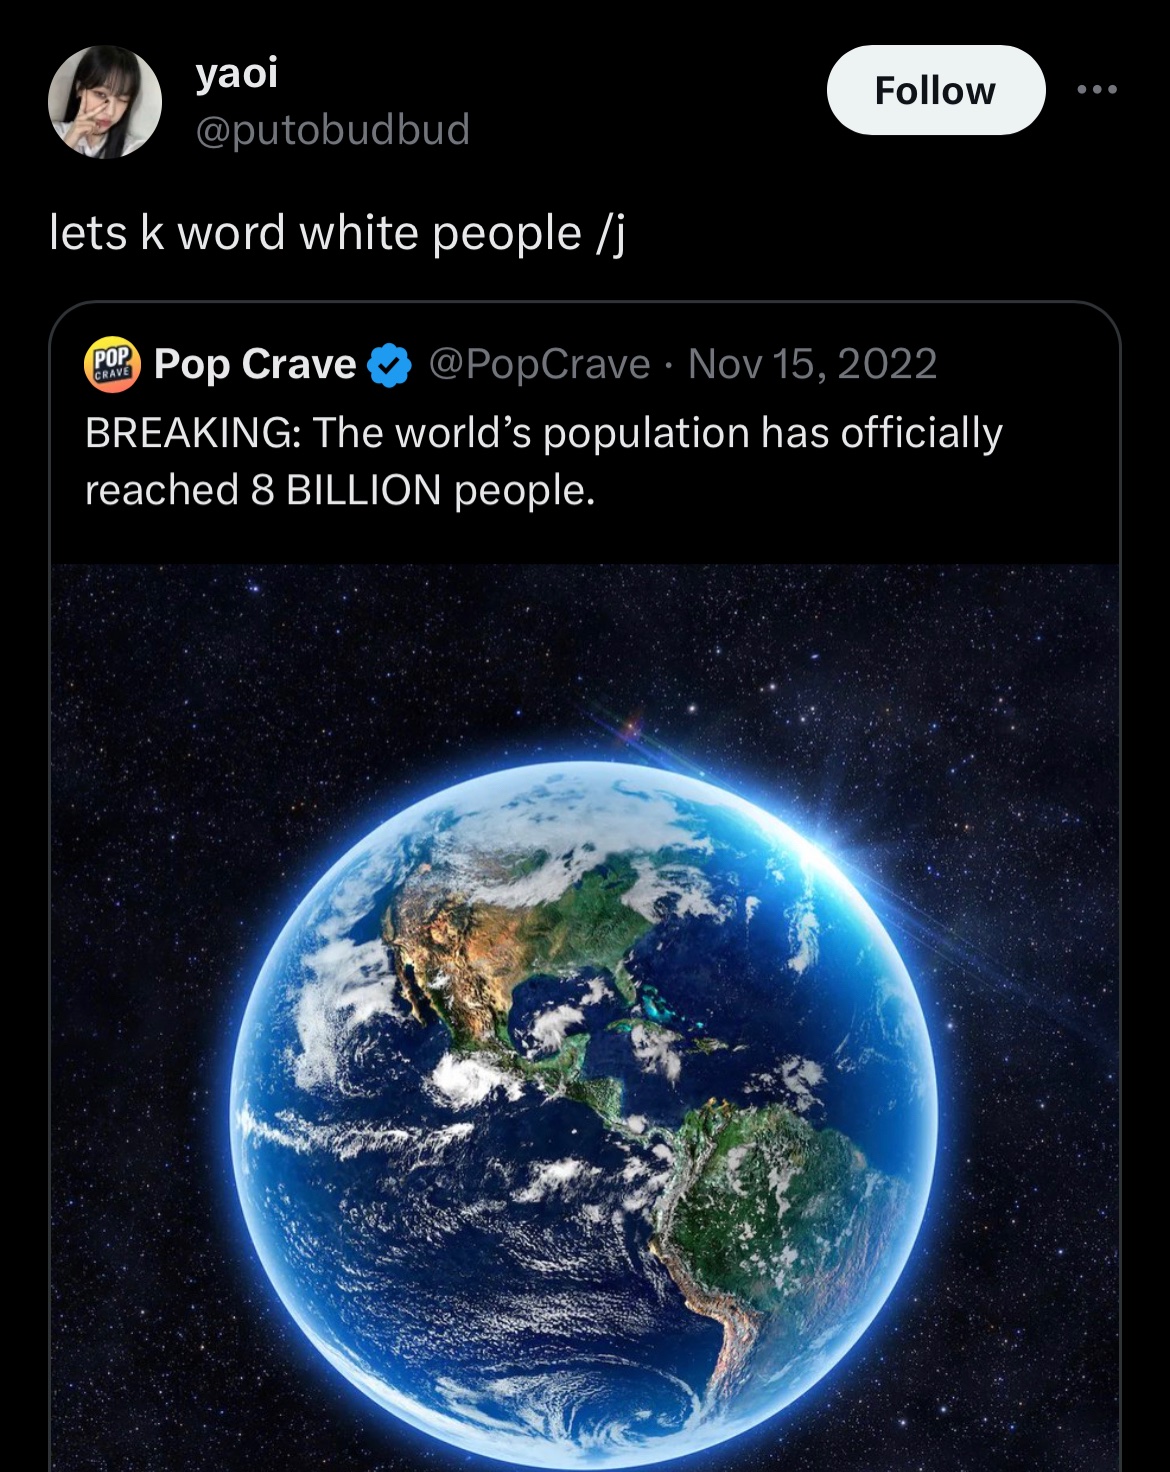 yaoi
Follow
@putobudbud
lets k word white people /j
POP
CRAVE
Pop Crave @PopCrave · Nov 15, 2022
BREAKING: The world’s population has officially
reached 8 BILLION people.